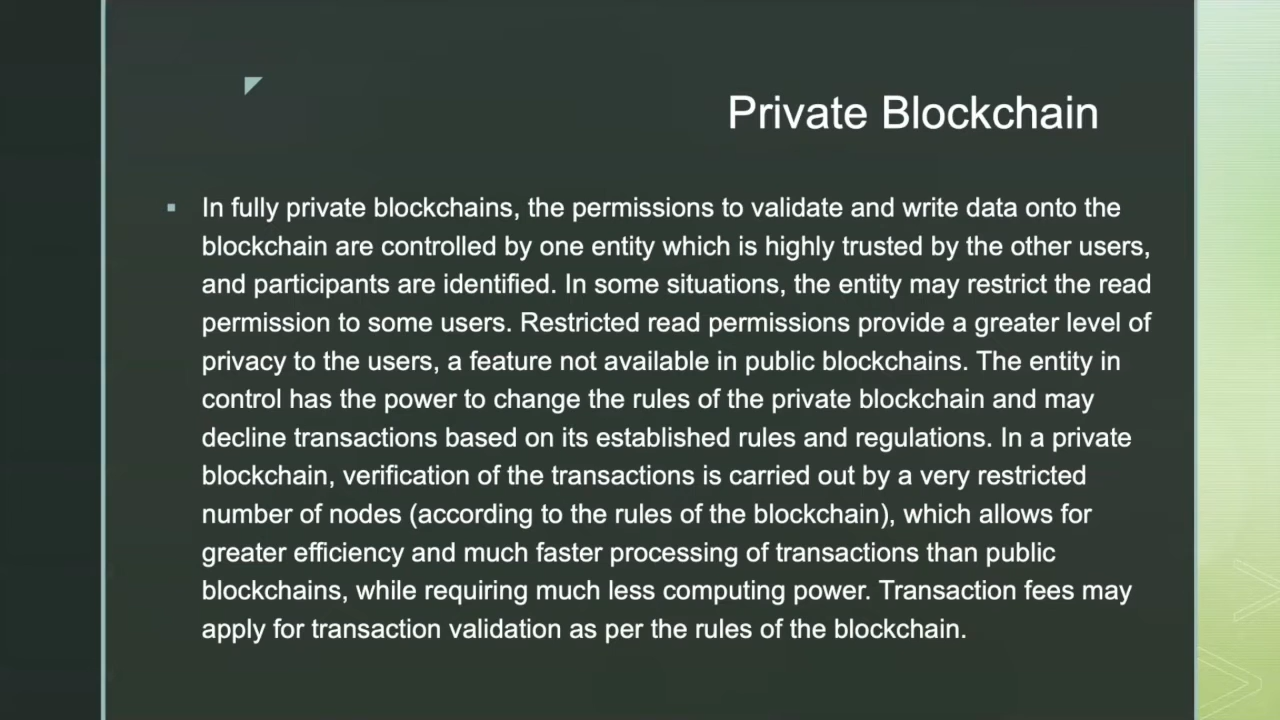 Private Blockchain
In fully private blockchains, the permissions to validate and write data onto the
blockchain are controlled by one entity which is highly trusted by the other users,
and participants are identified. In some situations, the entity may restrict the read
permission to some users. Restricted read permissions provide a greater level of
privacy to the users, a feature not available in public blockchains. The entity in
control has the power to change the rules of the private blockchain and may
decline transactions based on its established rules and regulations. In a private
blockchain, verification of the transactions is carried out by a very restricted
number of nodes (according to the rules of the blockchain), which allows for
greater efficiency and much faster processing of transactions than public
blockchains, while requiring much less computing power. Transaction fees may
apply for transaction validation as per the rules of the blockchain.